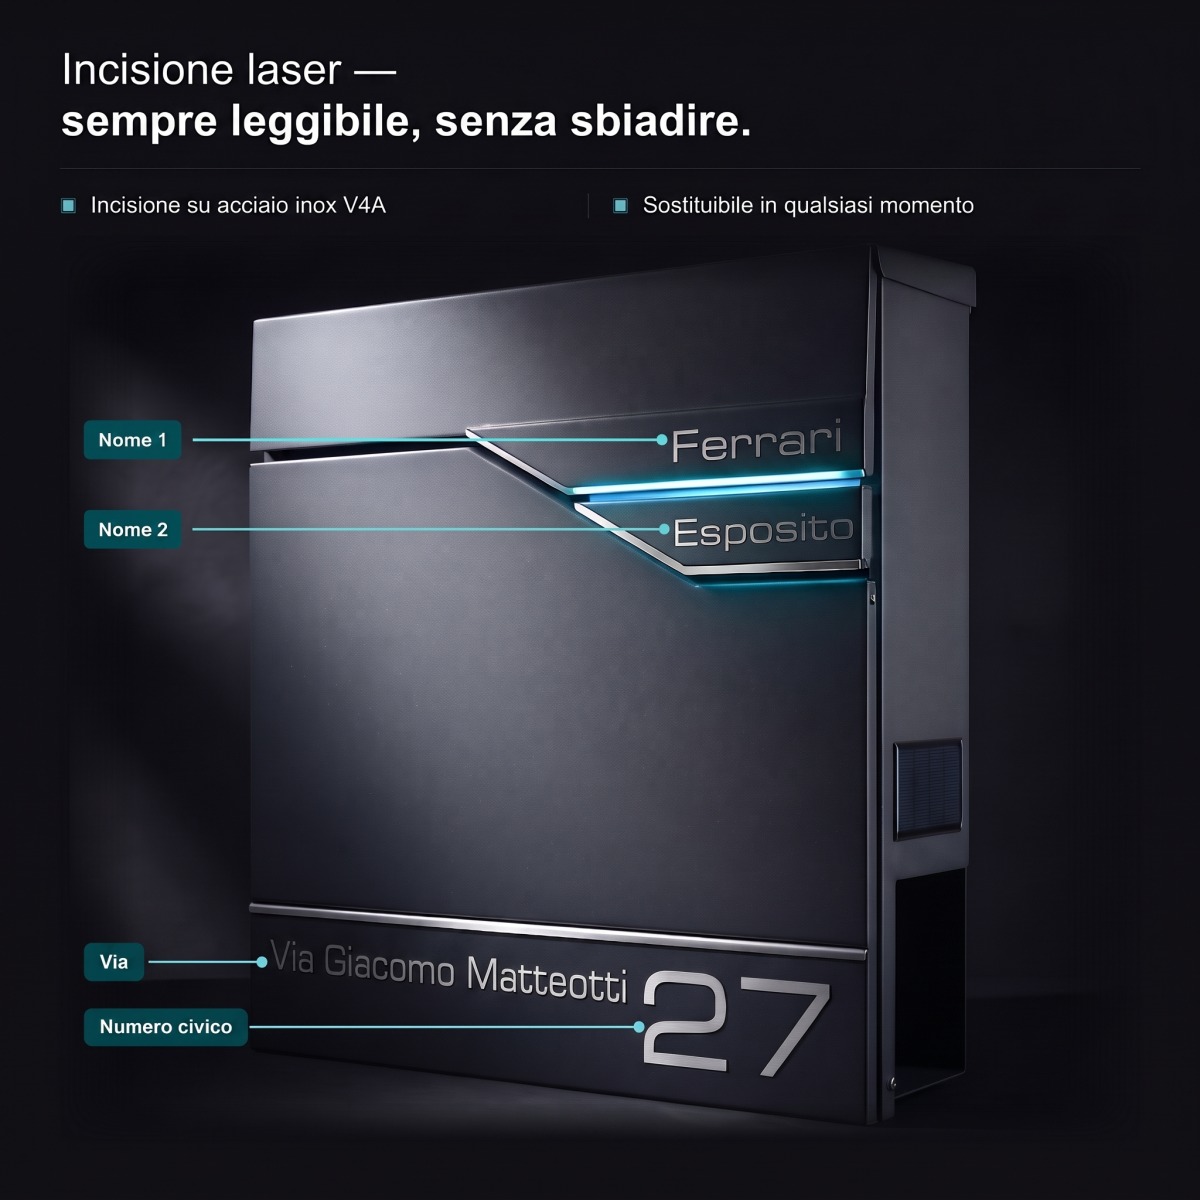 Incisione laser —
sempre leggibile, senza sbiadire.
Incisione su acciaio inox V4A
Sostituibile in qualsiasi momento
Nome 1
Ferrari
Nome 2
Esposito
Via
Via Giacomo Matteotti
Numero civico
27